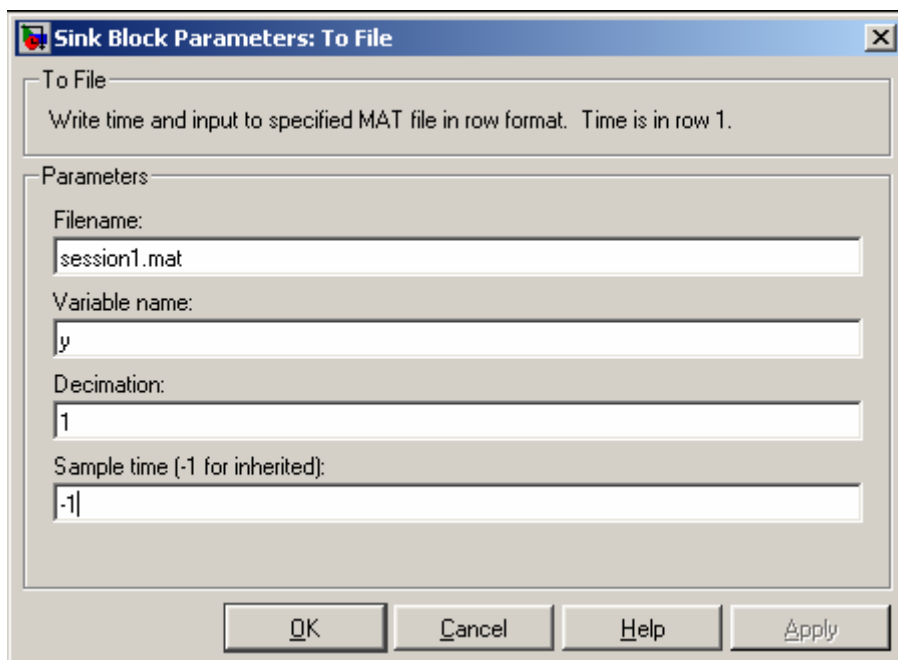 Sink Block Parameters: To File
To File
Write time and input to specified MAT file in row format. Time is in row 1.
Parameters
Filename:
session1.mat
Variable name:
y
Decimation:
1
Sample time (-1 for inherited):
-1
OK Cancel Help Apply